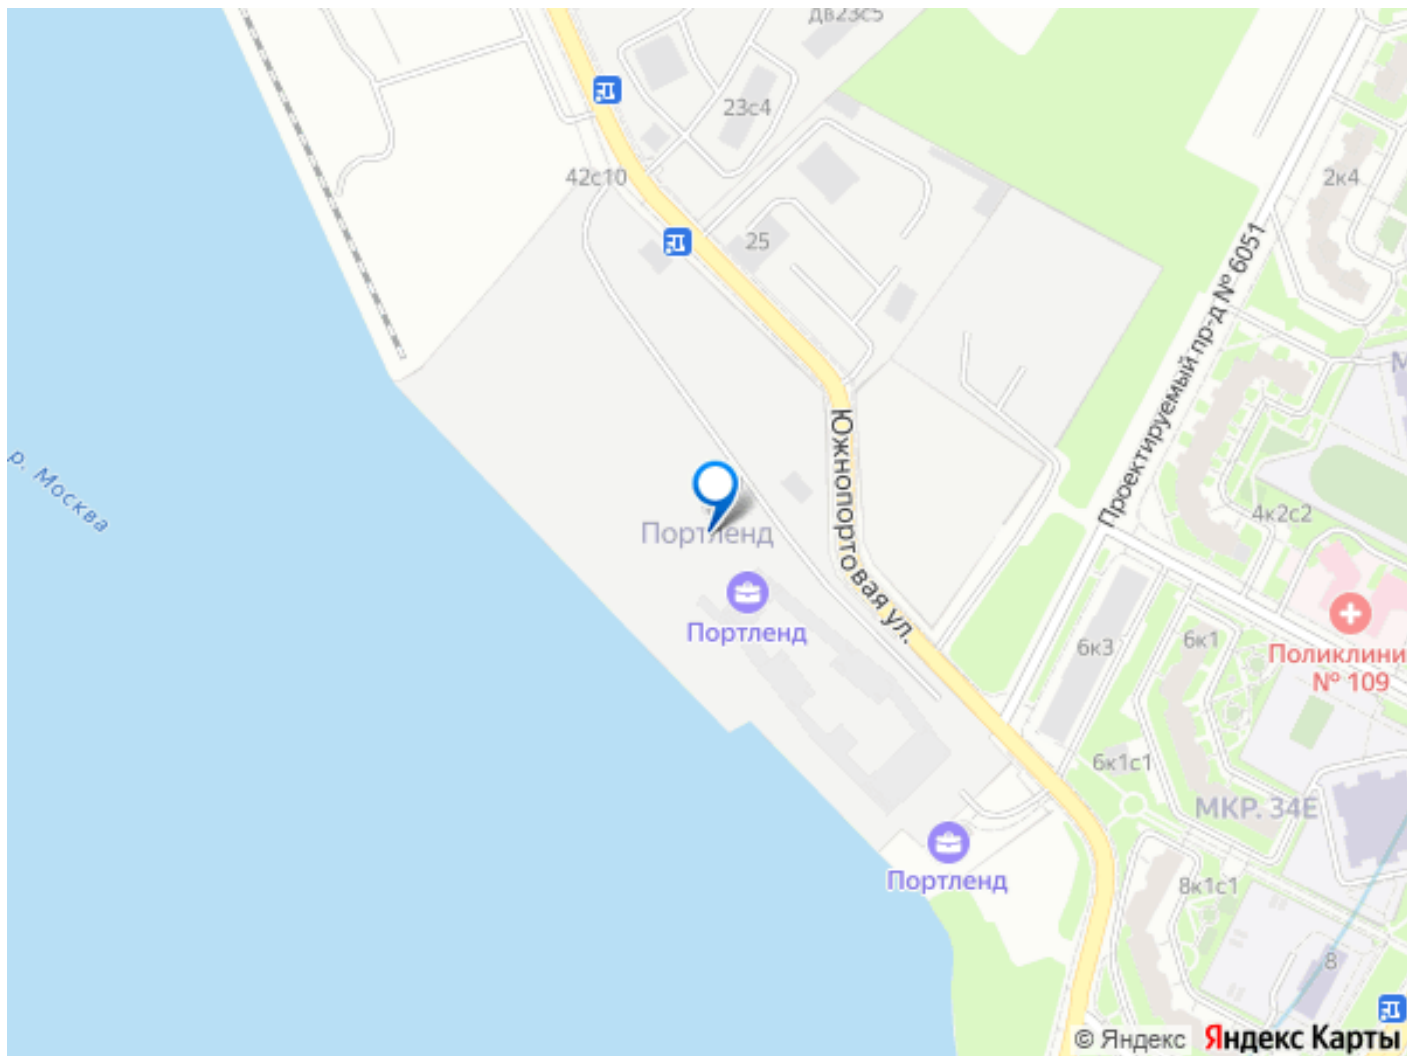 дв23с5
23с4
42с10
2к4
25
Проектируемый пр-д № 6051
М
Южнопортовая ул.
р. Москва
4к2с2
Портленд
Портленд
6к3
6к1
Поликлини
№ 109
6к1с1
МКР. 34Е
Портленд
8к1с1
8
© Яндекс
Яндекс Карты